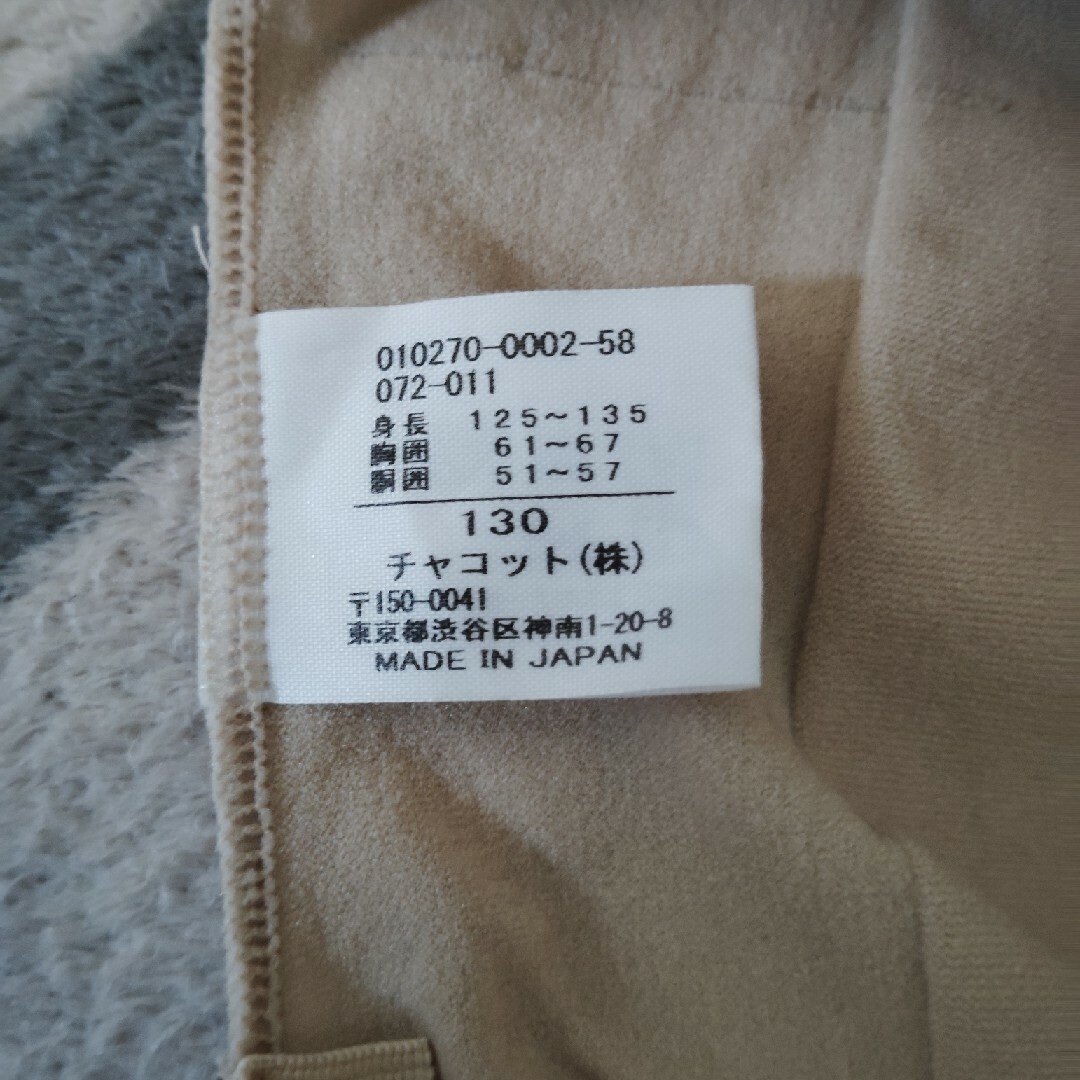 010270-0002-58
072-011
身長 125~135
胸囲 61~67
胴囲 51~57
130
チャコット(株)
〒150-0041
東京都渋谷区神南1-20-8
MADE IN JAPAN